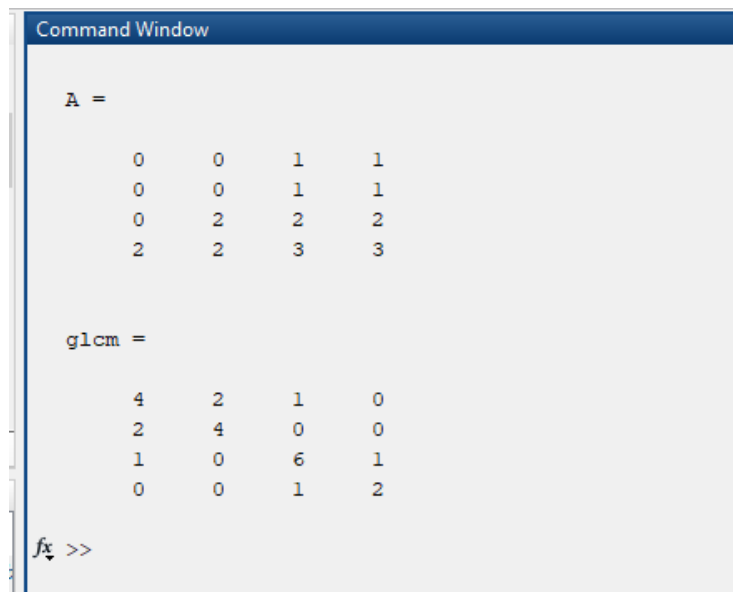 Command Window
A =
0 0 1 1
0 0 1 1
0 2 2 2
2 2 3 3
glcm =
4 2 1 0
2 4 0 0
1 0 6 1
0 0 1 2
fx >>